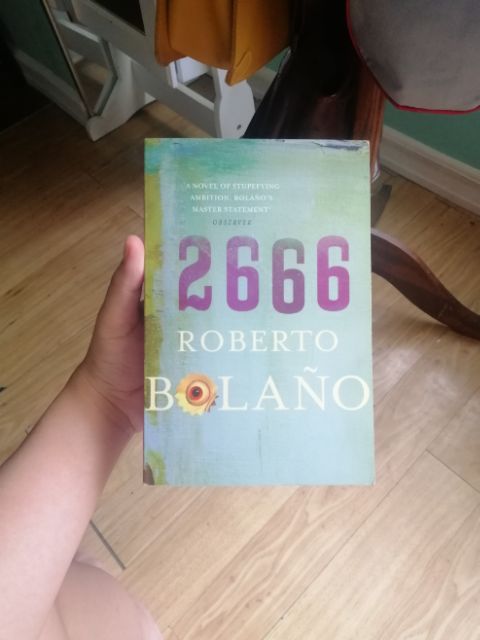 'A NOVEL OF STUPEFYING
AMBITION. BOLAÑO'S
MASTER STATEMENT'
OBSERVER
2666
ROBERTO
BOLAÑO